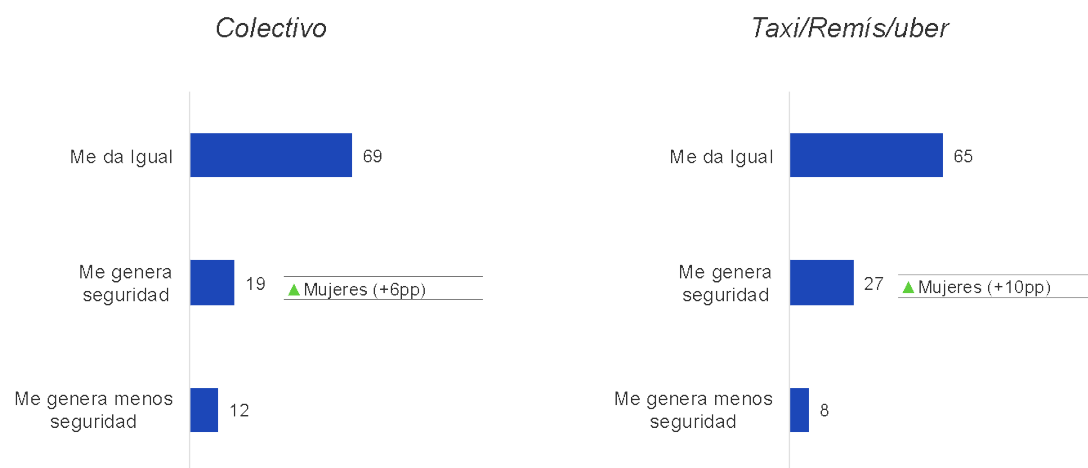 Colectivo
Me da Igual
69
Me genera
seguridad
19
▲ Mujeres (+6pp)
Me genera menos
seguridad
12
Taxi/Remís/uber
Me da Igual
65
Me genera
seguridad
27
▲ Mujeres (+10pp)
Me genera menos
seguridad
8